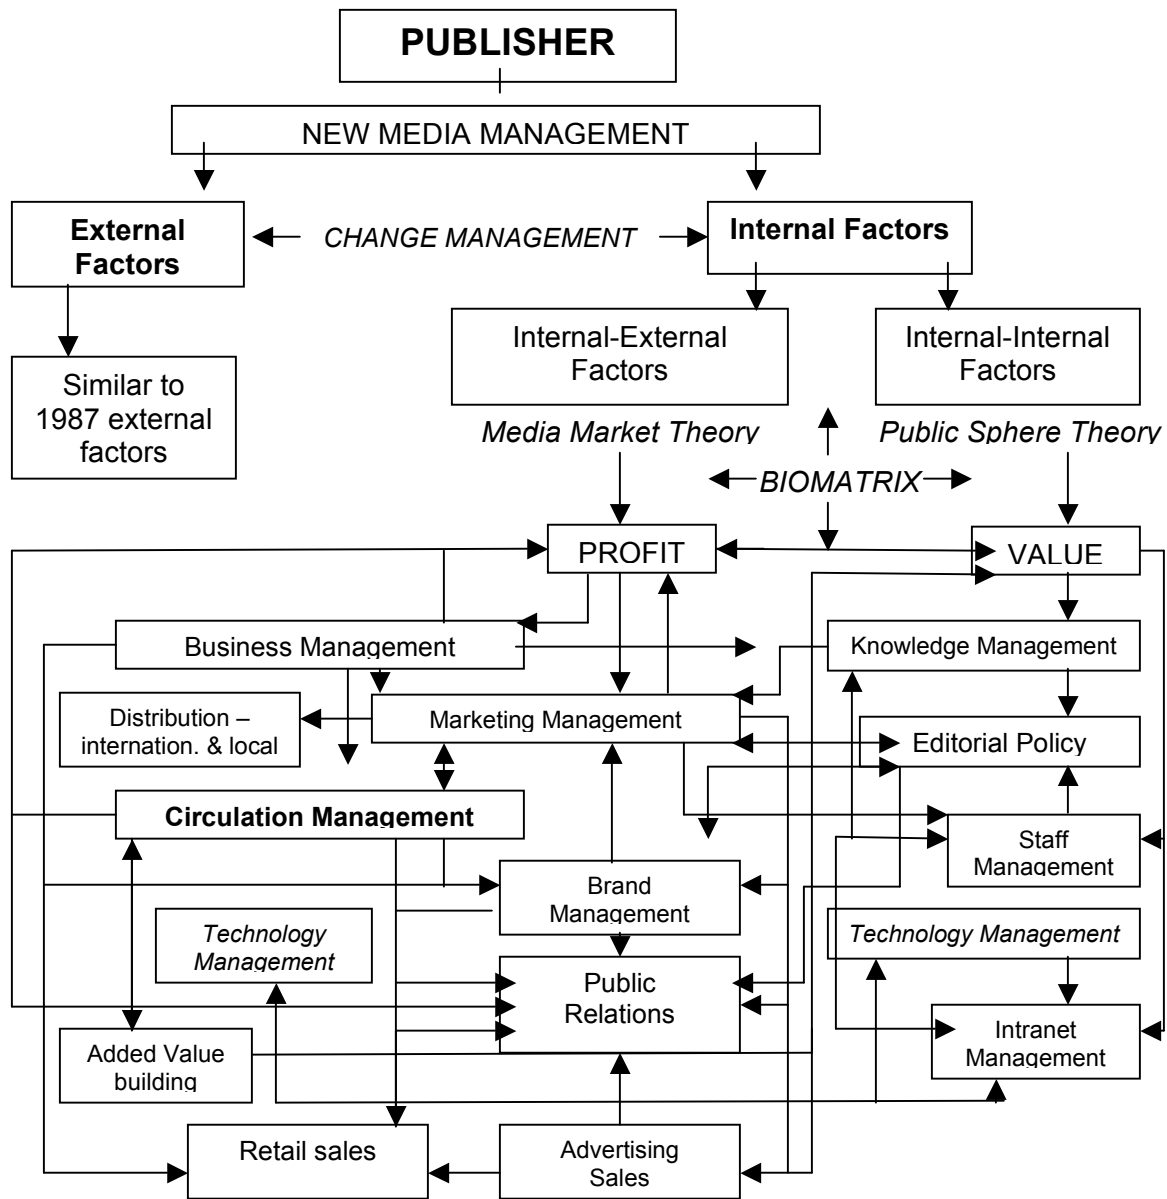 PUBLISHER
NEW MEDIA MANAGEMENT
External
Factors
CHANGE MANAGEMENT
Internal Factors
Similar to
1987 external
factors
Internal-External
Factors
Internal-Internal
Factors
Media Market Theory
Public Sphere Theory
BIOMATRIX
PROFIT
VALUE
Business Management
Knowledge Management
Distribution –
internation. & local
Marketing Management
Editorial Policy
Circulation Management
Staff
Management
Brand
Management
Technology
Management
Technology Management
Public
Relations
Intranet
Management
Added Value
building
Retail sales
Advertising
Sales